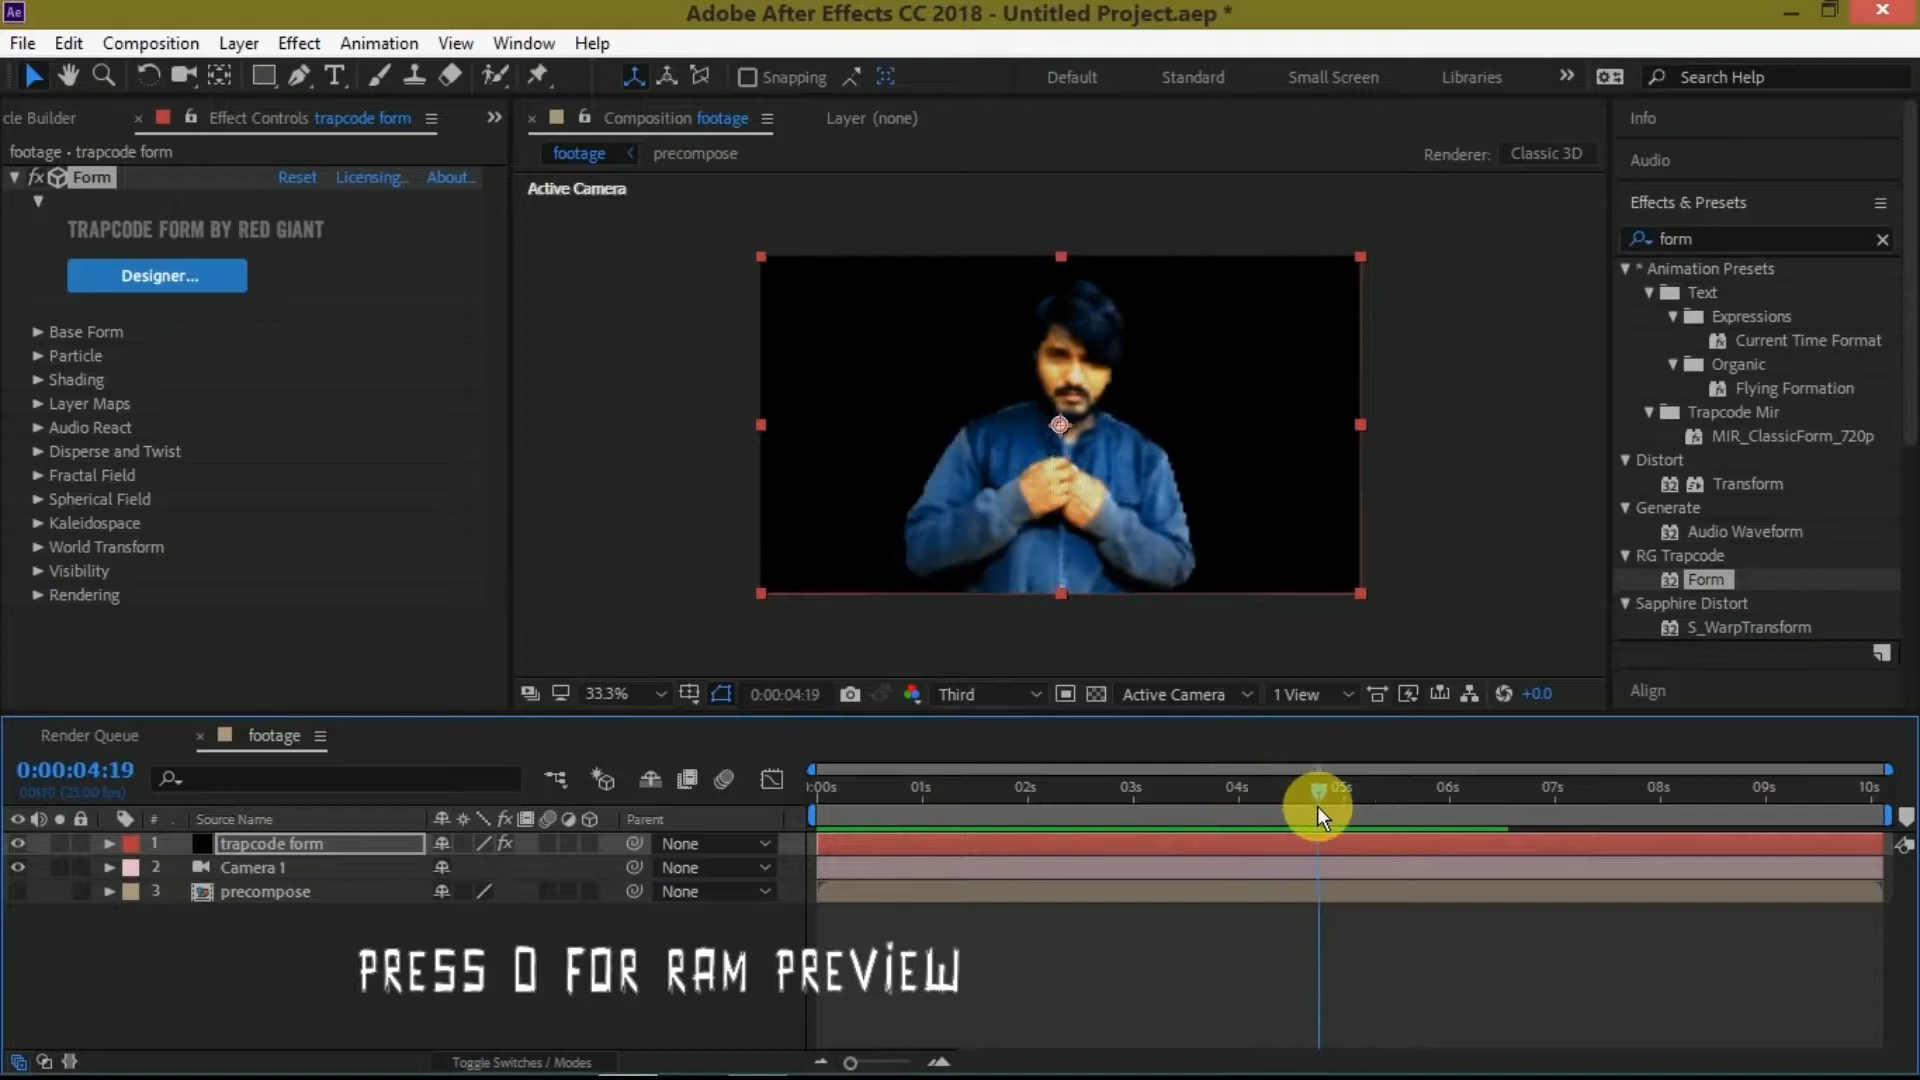 Ae
Adobe After Effects CC 2018 - Untitled Project.aep *
File Edit Composition Layer Effect Animation View Window Help
Snapping
Default Standard Small Screen Libraries
Search Help
cle Builder
Effect Controls trapcode form
footage • trapcode form
fx Form Reset Licensing... About...
TRAPCODE FORM BY RED GIANT
Designer...
Base Form
Particle
Shading
Layer Maps
Audio React
Disperse and Twist
Fractal Field
Spherical Field
Kaleidospace
World Transform
Visibility
Rendering
Composition footage
Layer (none)
footage precompose
Renderer: Classic 3D
Active Camera
33.3% 0:00:04:19 Third Active Camera 1 View +0.0
Info
Audio
Effects & Presets
form
* Animation Presets
Text
Expressions
Current Time Format
Organic
Flying Formation
Trapcode Mir
MIR_ClassicForm_720p
Distort
Transform
Generate
Audio Waveform
RG Trapcode
Form
Sapphire Distort
S_WarpTransform
Align
Render Queue
footage
0:00:04:19
(25.00 fps)
:00s 01s 02s 03s 04s 05s 06s 07s 08s 09s 10s
# Source Name fx Parent
1 trapcode form fx None
2 Camera 1 None
3 precompose None
PRESS 0 FOR RAM PREVIEW
Toggle Switches / Modes